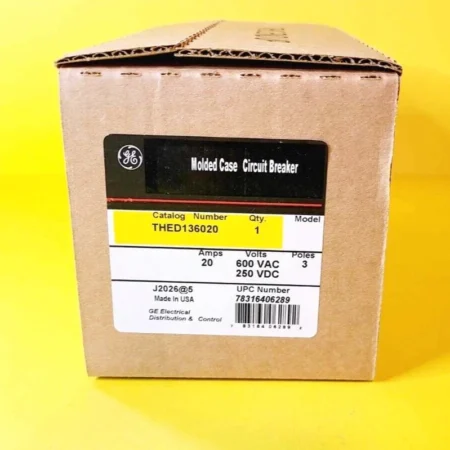 GE
Molded Case Circuit Breaker
Catalog Number Qty. Model
THED136020 1
Amps Volts Poles
20 600 VAC 3
250 VDC
J2026@5 UPC Number
Made In USA 78316406289
GE Electrical
Distribution & Control